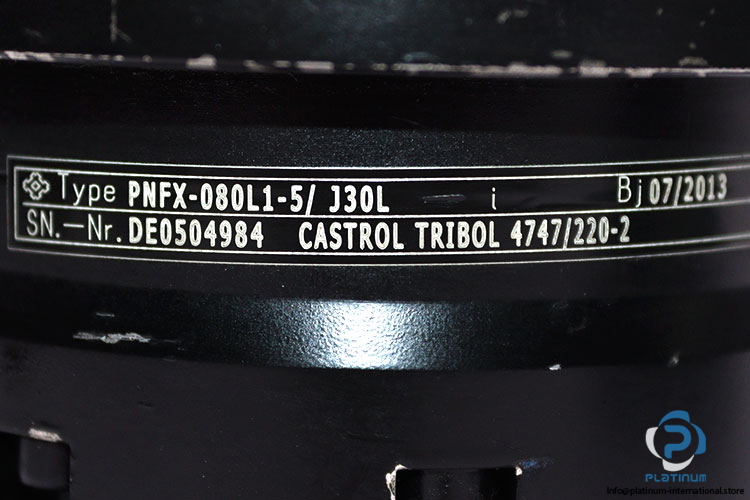 Type PNFX-080L1-5/ J30L i Bj 07/2013
SN.-Nr. DE0504984 CASTROL TRIBOL 4747/220-2
PLATINUM
info@platinum-international.store